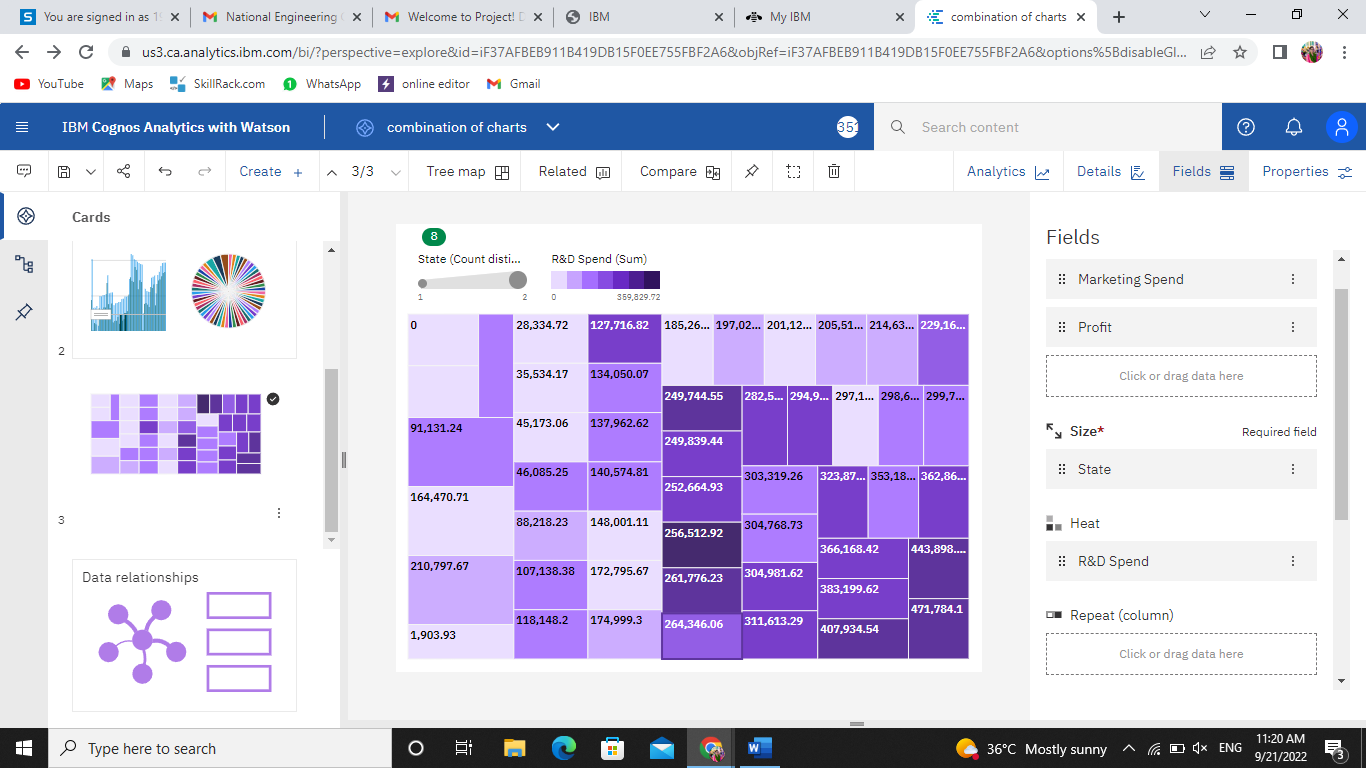 You are signed in as 19
National Engineering C
Welcome to Project! D
IBM
My IBM
combination of charts
us3.ca.analytics.ibm.com/bi/?perspective=explore&id=iF37AFBEB911B419DB15F0EE755FBF2A6&objRef=iF37AFBEB911B419DB15F0EE755FBF2A6&options%5BdisableGl...
YouTube
Maps
SkillRack.com
WhatsApp
online editor
Gmail
IBM Cognos Analytics with Watson
combination of charts
351
Search content
Create +
3/3
Tree map
Related
Compare
Analytics
Details
Fields
Properties
Cards
2
3
Data relationships
8
State (Count disti...
1 2
R&D Spend (Sum)
0 359,829.72
0
91,131.24
164,470.71
210,797.67
1,903.93
28,334.72
35,534.17
45,173.06
46,085.25
88,218.23
107,138.38
118,148.2
127,716.82
134,050.07
137,962.62
140,574.81
148,001.11
172,795.67
174,999.3
185,26... 197,02... 201,12... 205,51... 214,63... 229,16...
249,744.55
249,839.44
252,664.93
256,512.92
261,776.23
264,346.06
282,5... 294,9... 297,1... 298,6... 299,7...
303,319.26
304,768.73
304,981.62
311,613.29
323,87... 353,18... 362,86...
366,168.42
383,199.62
407,934.54
443,898....
471,784.1
Fields
Marketing Spend
Profit
Click or drag data here
Size*
Required field
State
Heat
R&D Spend
Repeat (column)
Click or drag data here
Type here to search
36°C Mostly sunny
ENG
11:20 AM
9/21/2022
3